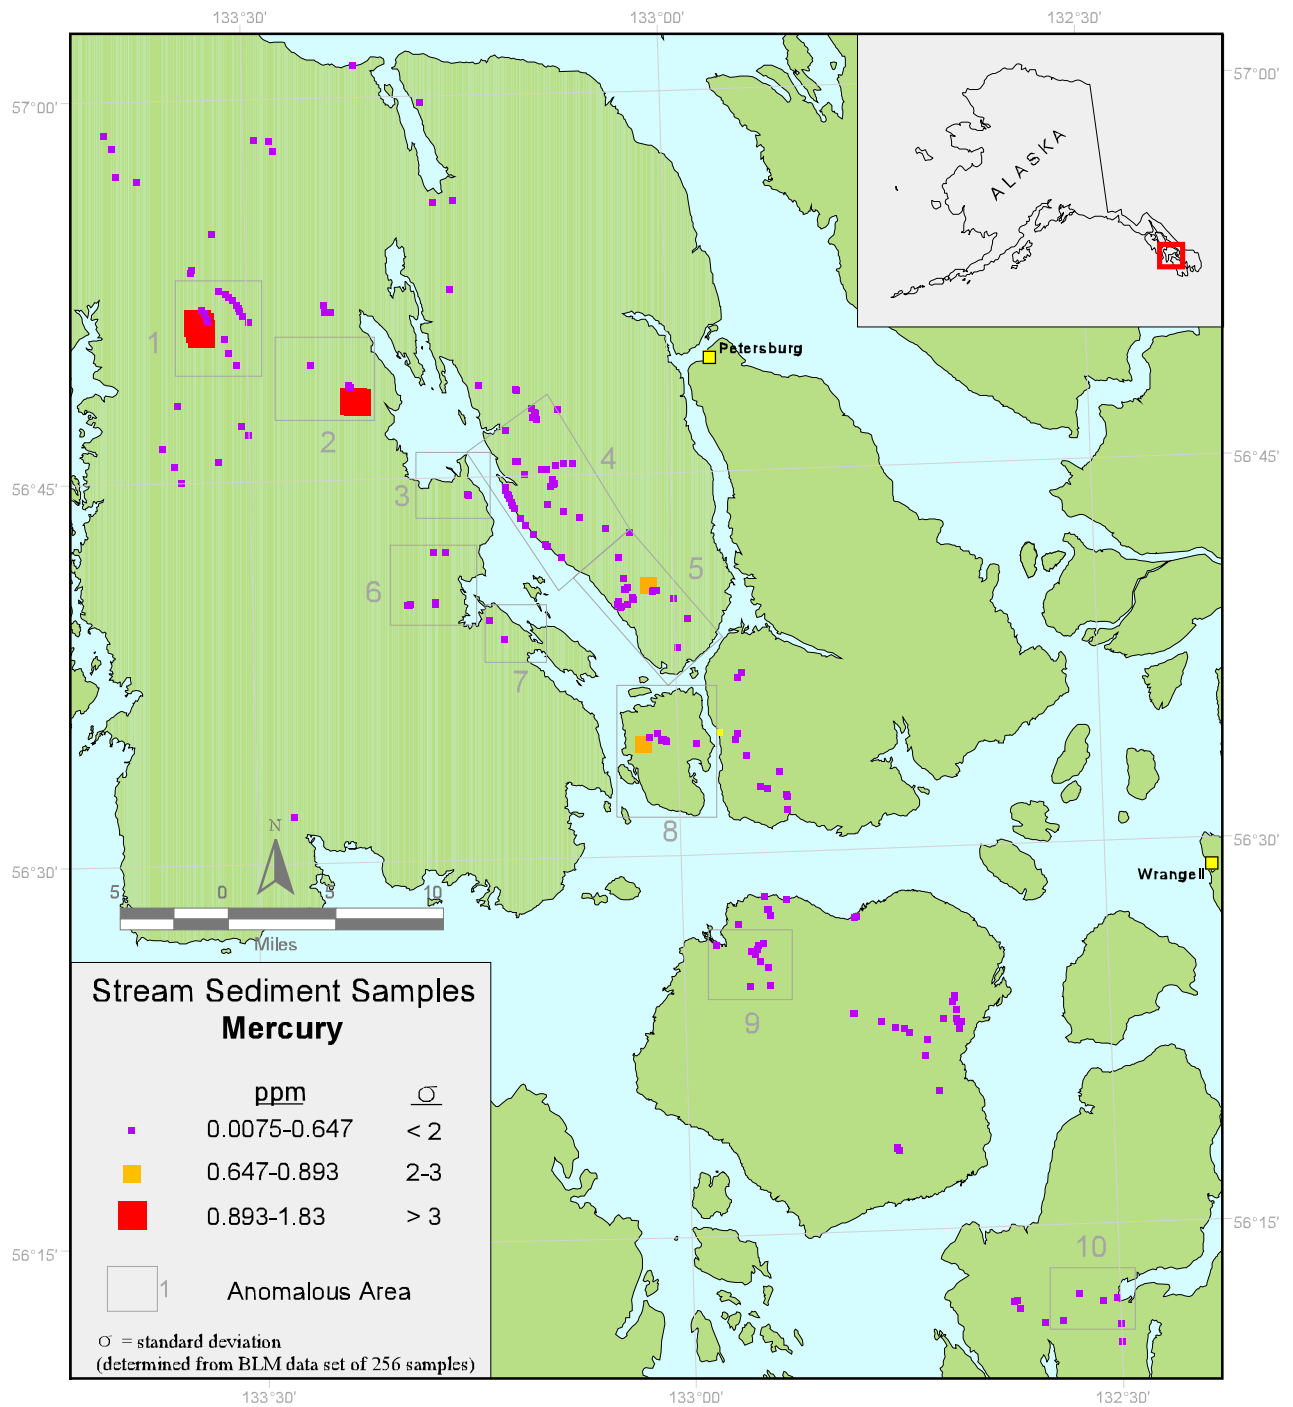 133°30' 133°00' 132°30'
57°00'
57°00'
ALASKA
Petersburg
1
2
3
4
5
6
7
8
9
10
56°45'
56°45'
56°30'
56°30'
Wrangell
N
5 0 5 10
Miles
Stream Sediment Samples
Mercury
ppm σ
0.0075-0.647 < 2
0.647-0.893 2-3
0.893-1.83 > 3
1 Anomalous Area
σ = standard deviation
(determined from BLM data set of 256 samples)
56°15'
56°15'
133°30' 133°00' 132°30'